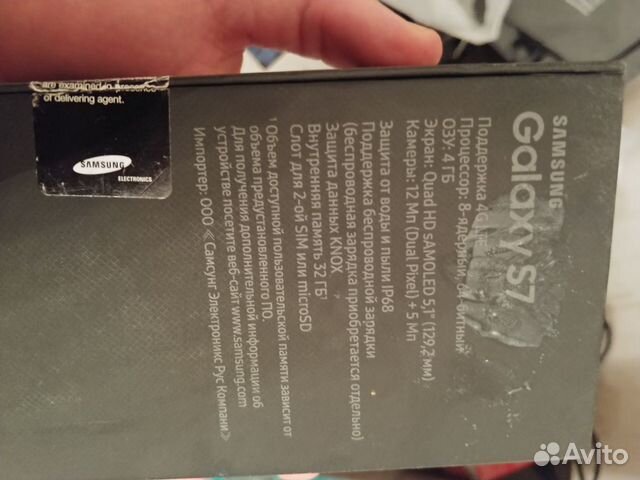 SAMSUNG
Galaxy S7
Поддержка 4G LTE
Процессор: 8-ядерный, 64-битный
ОЗУ: 4 ГБ
Экран: Quad HD sAMOLED 5,1" (129,2мм)
Камеры: 12 Мп (Dual Pixel) + 5 Мп
Защита от воды и пыли IP68
Поддержка беспроводной зарядки
(беспроводная зарядка приобретается отдельно)
Защита данных KNOX
Внутренняя память 32 ГБ¹
Слот для 2-ой SIM или microSD
¹ Объем доступной пользовательской памяти зависит от
объема предустановленного ПО.
Для получения дополнительной информации об
устройстве посетите веб-сайт www.samsung.com
Импортер: ООО «Самсунг Электроникс Рус Компани»
are examined in presence
of delivering agent.
SAMSUNG
ELECTRONICS
Avito